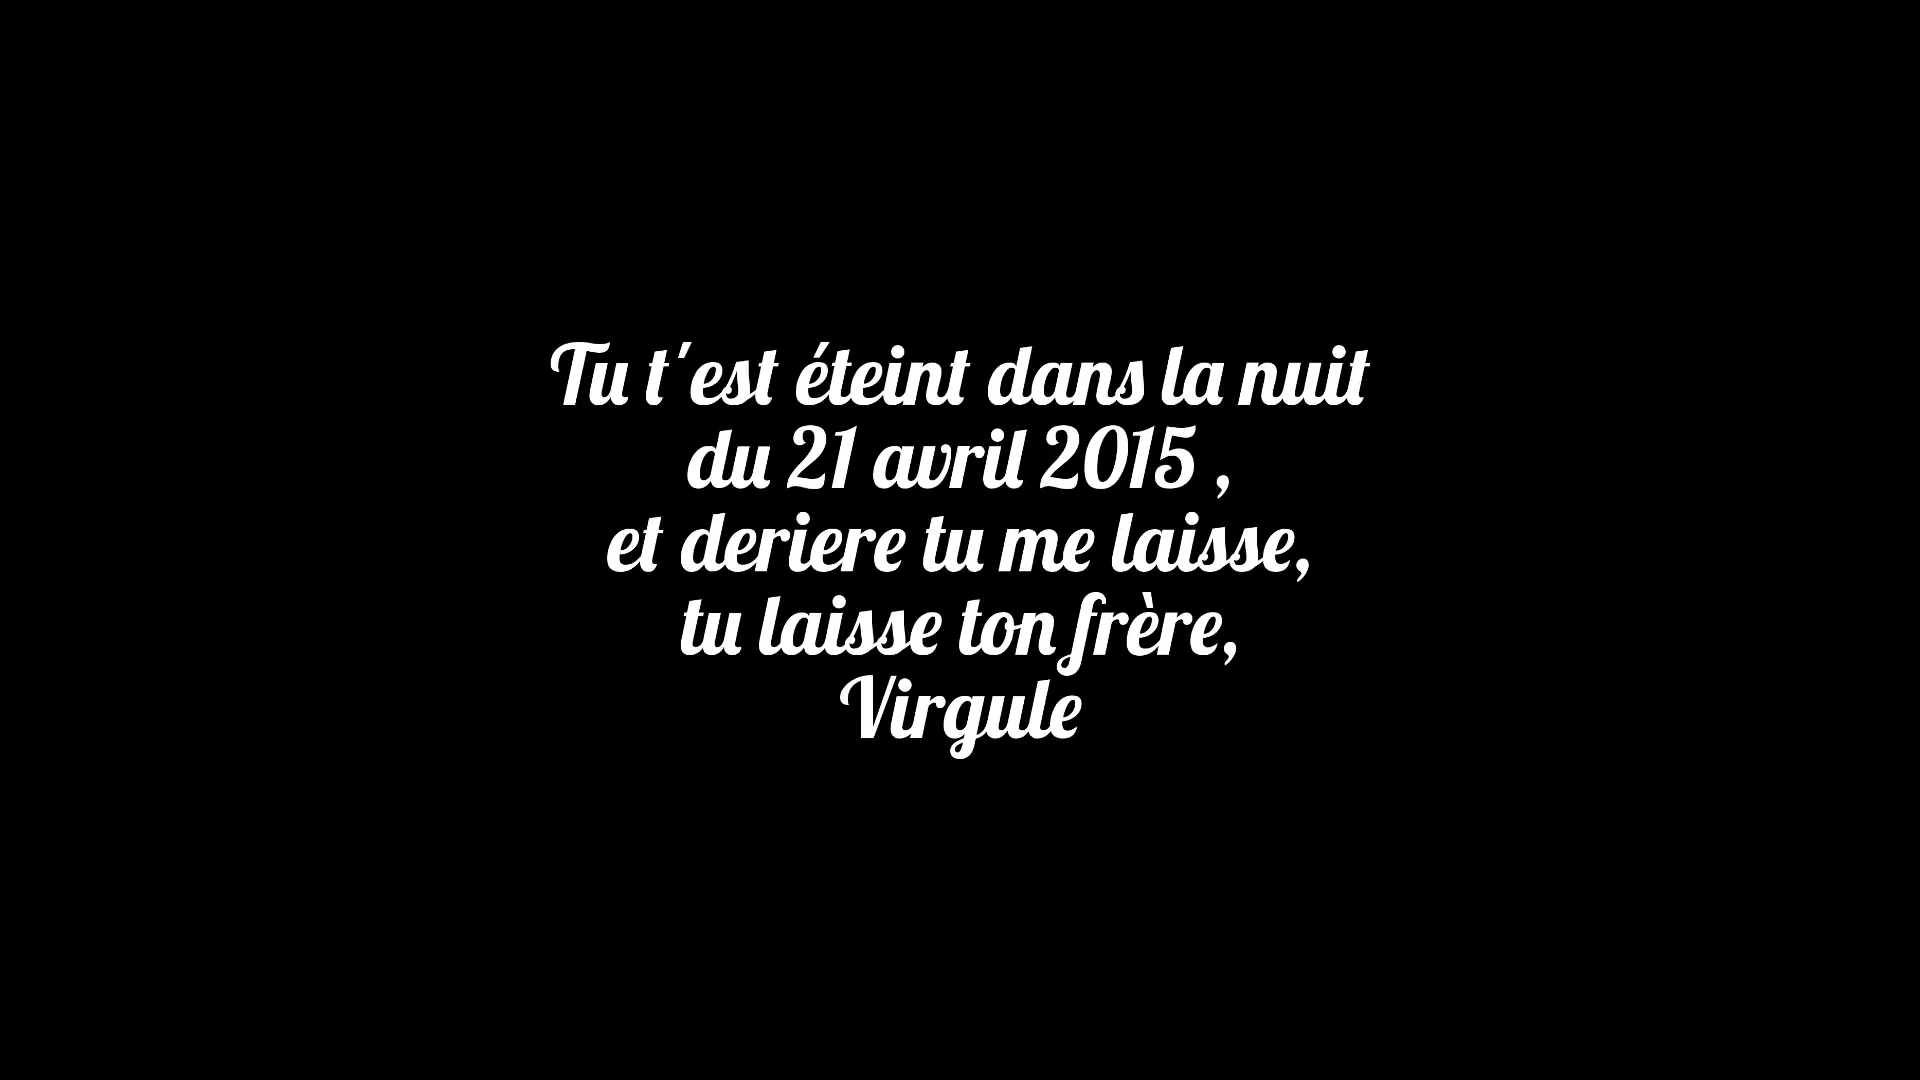 Tu t'est éteint dans la nuit
du 21 avril 2015 ,
et deriere tu me laisse,
tu laisse ton frère,
Virgule